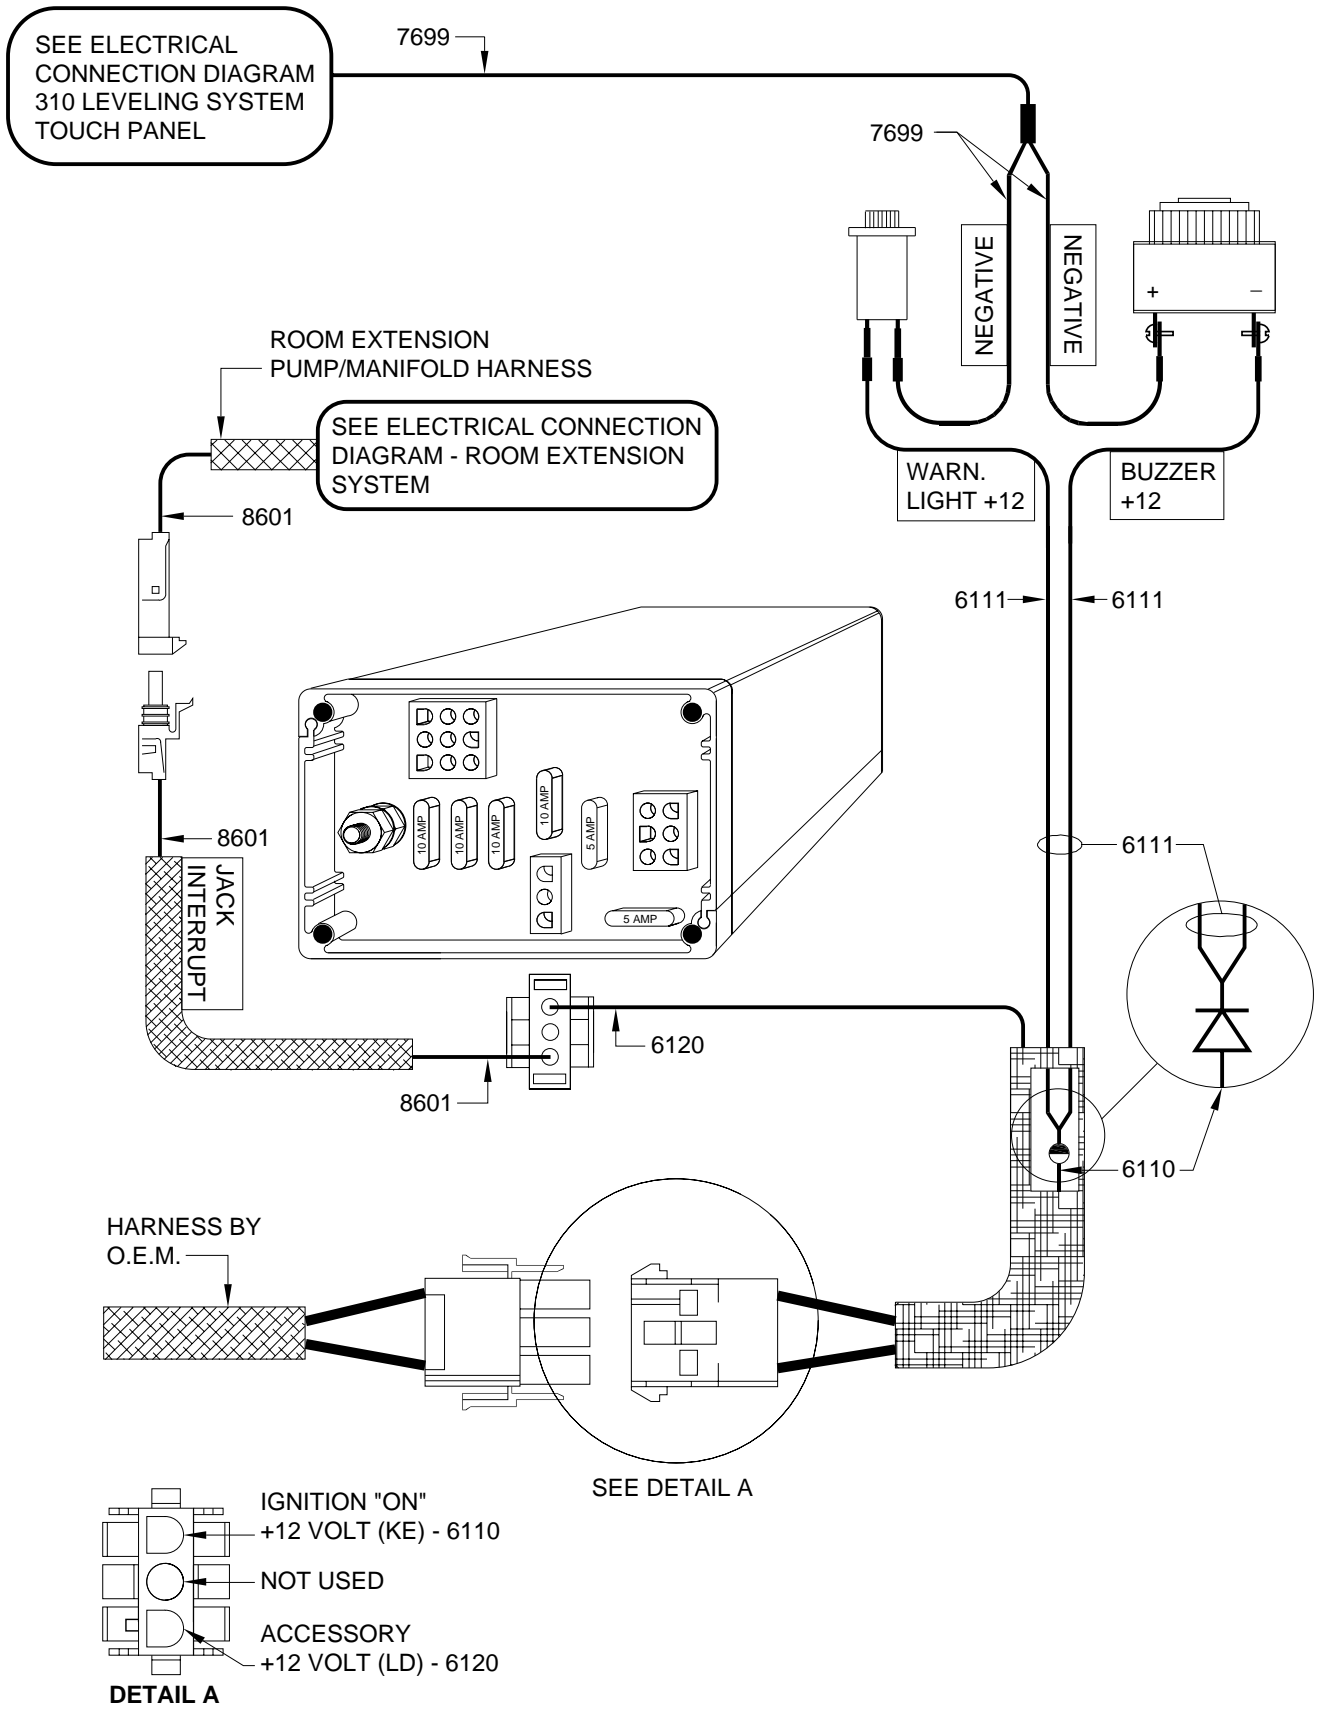 SEE ELECTRICAL
CONNECTION DIAGRAM
310 LEVELING SYSTEM
TOUCH PANEL
7699
7699
NEGATIVE
NEGATIVE
+
−
ROOM EXTENSION
PUMP/MANIFOLD HARNESS
SEE ELECTRICAL CONNECTION
DIAGRAM - ROOM EXTENSION
SYSTEM
WARN.
LIGHT +12
BUZZER
+12
8601
6111
6111
10 AMP
10 AMP
10 AMP
10 AMP
5 AMP
5 AMP
8601
JACK
INTERRUPT
6111
6120
8601
6110
HARNESS BY
O.E.M.
SEE DETAIL A
IGNITION "ON"
+12 VOLT (KE) - 6110
NOT USED
ACCESSORY
+12 VOLT (LD) - 6120
DETAIL A